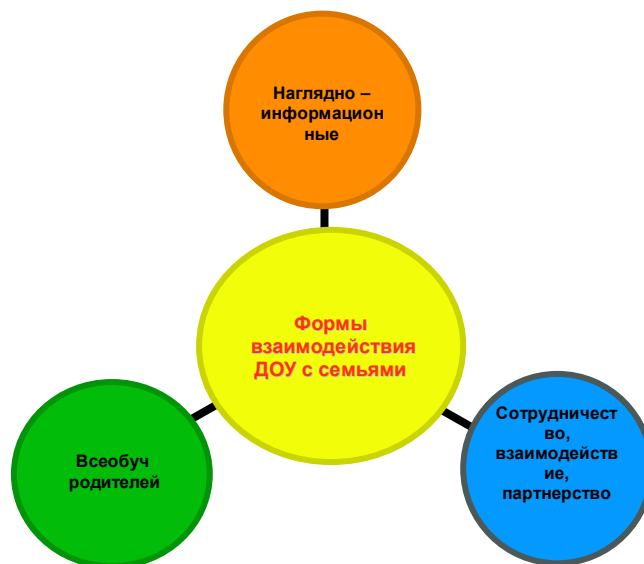 Наглядно –
информацион
ные
Формы
взаимодействия
ДОУ с семьями
Всеобуч
родителей
Сотрудничест
во,
взаимодейств
ие,
партнерство